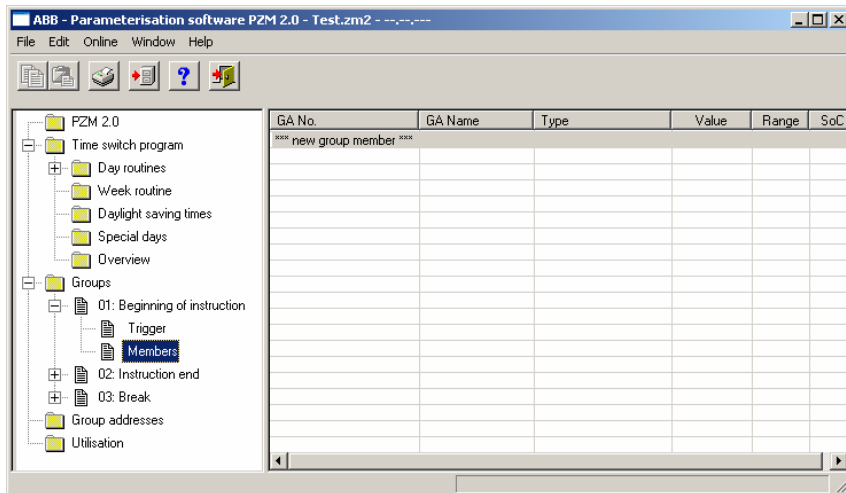 ABB - Parameterisation software PZM 2.0 - Test.zm2 - --,--,---
File Edit Online Window Help
PZM 2.0
Time switch program
Day routines
Week routine
Daylight saving times
Special days
Overview
Groups
01: Beginning of instruction
Trigger
Members
02: Instruction end
03: Break
Group addresses
Utilisation
GA No. GA Name Type Value Range SoC
*** new group member ***